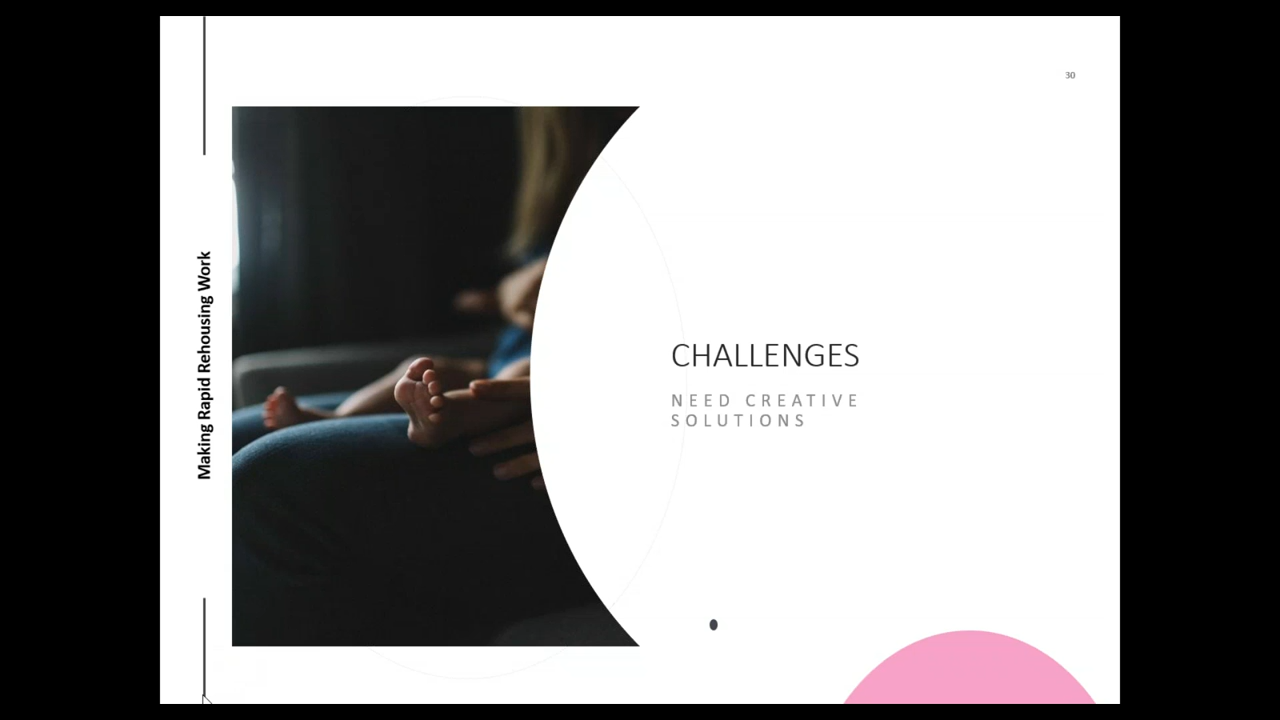 30
Making Rapid Rehousing Work
CHALLENGES
NEED CREATIVE
SOLUTIONS